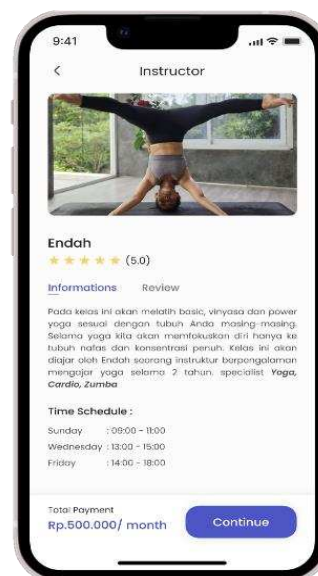 9:41
Instructor
Endah
(5.0)
Informations Review
Pada kelas ini akan melatih basic, vinyasa dan power
yoga sesuai dengan tubuh Anda masing-masing.
Selama yoga kita akan memfokuskan diri hanya ke
tubuh nafas dan konsentrasi penuh. Kelas ini akan
diajar oleh Endah seorang instruktur berpengalaman
mengajar yoga selama 2 tahun. specialist Yoga,
Cardio, Zumba
Time Schedule :
Sunday : 09:00 - 11:00
Wednesday : 13:00 - 15:00
Friday : 14:00 - 18:00
Total Payment
Rp.500.000/ month
Continue